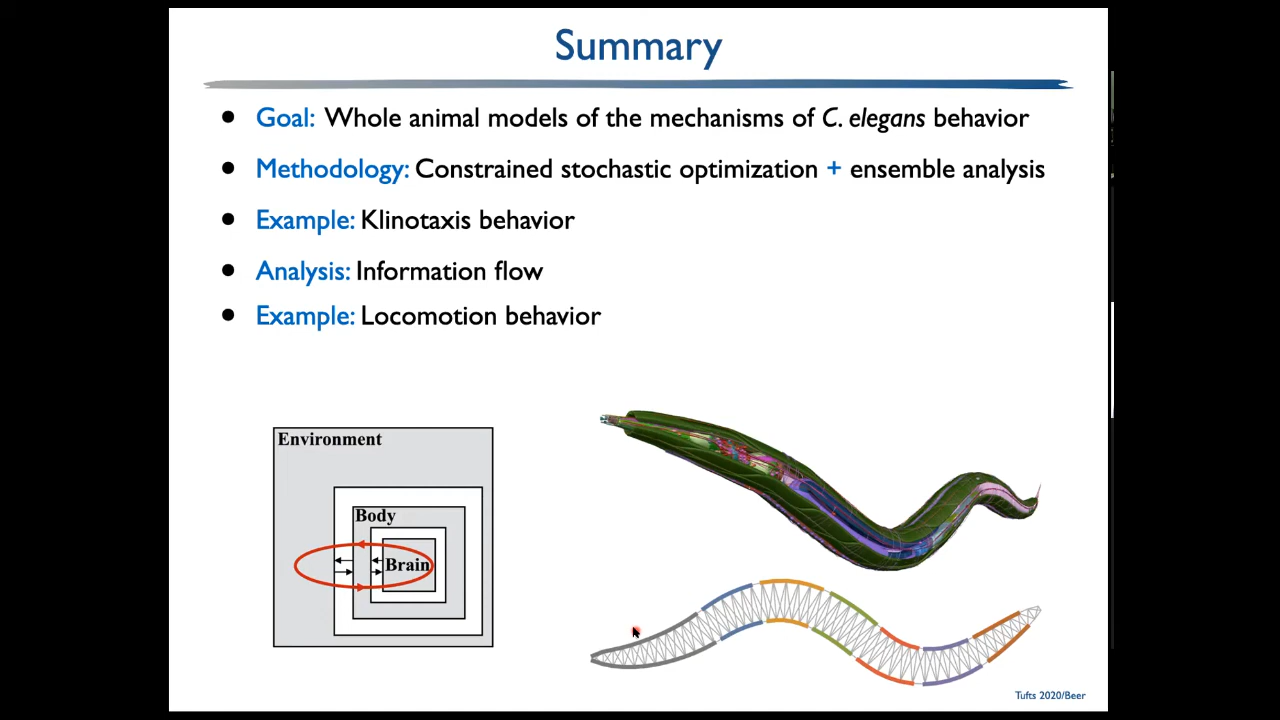 Summary
• Goal: Whole animal models of the mechanisms of C. elegans behavior
• Methodology: Constrained stochastic optimization + ensemble analysis
• Example: Klinotaxis behavior
• Analysis: Information flow
• Example: Locomotion behavior
Environment
Body
Brain
Tufts 2020/Beer